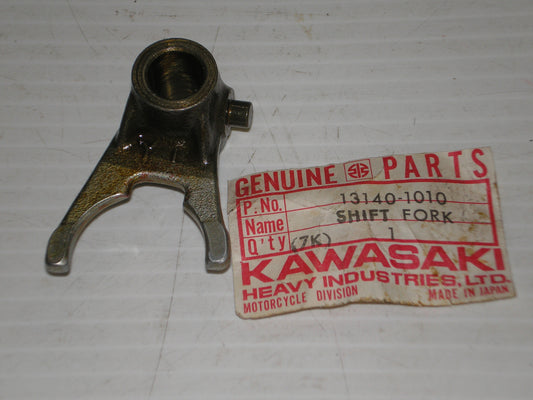 GENUINE PARTS
P.No. 13140-1010
Name SHIFT FORK
Q'ty (7K) 1
KAWASAKI
HEAVY INDUSTRIES, LTD.
MOTORCYCLE DIVISION MADE IN JAPAN